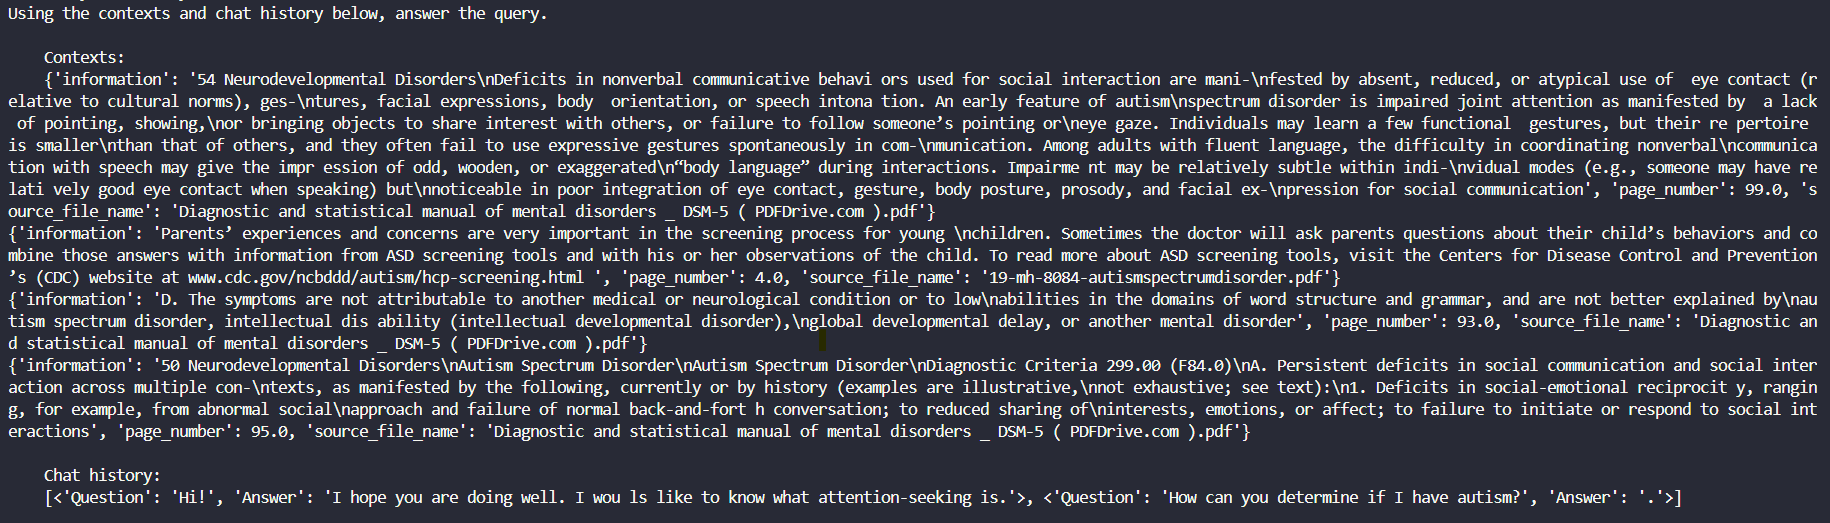 Using the contexts and chat history below, answer the query.
Contexts:
{'information': '54 Neurodevelopmental Disorders\nDeficits in nonverbal communicative behavi ors used for social interaction are mani-\nfested by absent, reduced, or atypical use of  eye contact (r
elative to cultural norms), ges-\ntures, facial expressions, body  orientation, or speech intona tion. An early feature of autism\nspectrum disorder is impaired joint attention as manifested by  a lack
 of pointing, showing,\nor bringing objects to share interest with others, or failure to follow someone’s pointing or\neye gaze. Individuals may learn a few functional  gestures, but their re pertoire
is smaller\nthan that of others, and they often fail to use expressive gestures spontaneously in com-\nmunication. Among adults with fluent language, the difficulty in coordinating nonverbal\ncommunica
tion with speech may give the impr ession of odd, wooden, or exaggerated\n“body language” during interactions. Impairme nt may be relatively subtle within indi-\nvidual modes (e.g., someone may have re
lati vely good eye contact when speaking) but\nnoticeable in poor integration of eye contact, gesture, body posture, prosody, and facial ex-\npression for social communication', 'page_number': 99.0, 's
ource_file_name': 'Diagnostic and statistical manual of mental disorders _ DSM-5 ( PDFDrive.com ).pdf'}
{'information': 'Parents’ experiences and concerns are very important in the screening process for young \nchildren. Sometimes the doctor will ask parents questions about their child’s behaviors and co
mbine those answers with information from ASD screening tools and with his or her observations of the child. To read more about ASD screening tools, visit the Centers for Disease Control and Prevention
’s (CDC) website at www.cdc.gov/ncbddd/autism/hcp-screening.html ', 'page_number': 4.0, 'source_file_name': '19-mh-8084-autismspectrumdisorder.pdf'}
{'information': 'D. The symptoms are not attributable to another medical or neurological condition or to low\nabilities in the domains of word structure and grammar, and are not better explained by\nau
tism spectrum disorder, intellectual dis ability (intellectual developmental disorder),\nglobal developmental delay, or another mental disorder', 'page_number': 93.0, 'source_file_name': 'Diagnostic an
d statistical manual of mental disorders _ DSM-5 ( PDFDrive.com ).pdf'}
{'information': '50 Neurodevelopmental Disorders\nAutism Spectrum Disorder\nAutism Spectrum Disorder\nDiagnostic Criteria 299.00 (F84.0)\nA. Persistent deficits in social communication and social inter
action across multiple con-\ntexts, as manifested by the following, currently or by history (examples are illustrative,\nnot exhaustive; see text):\n1. Deficits in social-emotional reciprocit y, rangin
g, for example, from abnormal social\napproach and failure of normal back-and-fort h conversation; to reduced sharing of\ninterests, emotions, or affect; to failure to initiate or respond to social int
eractions', 'page_number': 95.0, 'source_file_name': 'Diagnostic and statistical manual of mental disorders _ DSM-5 ( PDFDrive.com ).pdf'}
Chat history:
[<'Question': 'Hi!', 'Answer': 'I hope you are doing well. I wou ls like to know what attention-seeking is.'>, <'Question': 'How can you determine if I have autism?', 'Answer': '.'>]